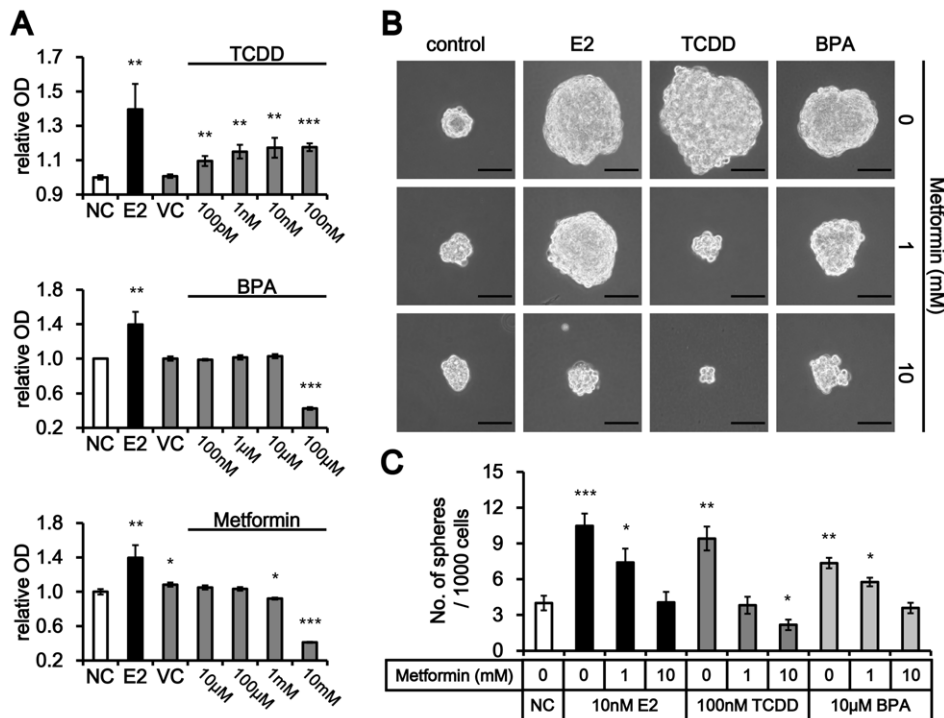 A
TCDD
relative OD
1.7
1.5
1.3
1.1
0.9
**
**
**
**
***
NC E2 VC 100pM 1nM 10nM 100nM
BPA
relative OD
1.8
1.4
1.0
0.6
0.2
**
***
NC E2 VC 100nM 1μM 10μM 100μM
Metformin
relative OD
1.8
1.4
1.0
0.6
0.2
**
*
*
***
NC E2 VC 10μM 100μM 1mM 10mM
B
control E2 TCDD BPA
0
1
10
Metformin (mM)
C
No. of spheres
/ 1000 cells
15
12
9
6
3
0
***
*
**
*
**
*
Metformin (mM) 0 0 1 10 0 1 10 0 1 10
NC 10nM E2 100nM TCDD 10μM BPA